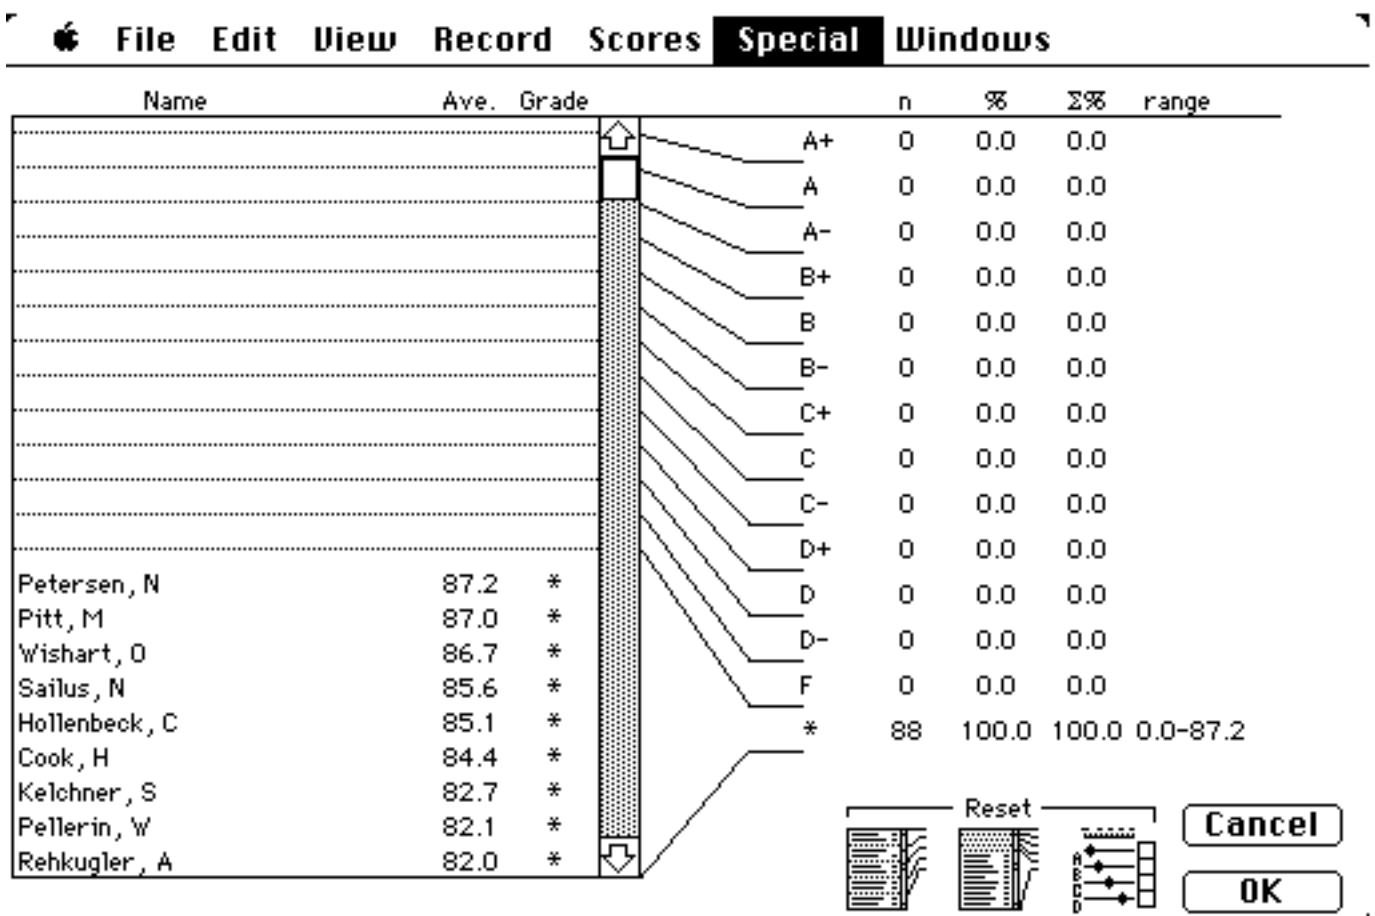 File Edit View Record Scores Special Windows
Name Ave. Grade n % Σ% range
A+ 0 0.0 0.0
A 0 0.0 0.0
A- 0 0.0 0.0
B+ 0 0.0 0.0
B 0 0.0 0.0
B- 0 0.0 0.0
C+ 0 0.0 0.0
C 0 0.0 0.0
C- 0 0.0 0.0
D+ 0 0.0 0.0
D 0 0.0 0.0
D- 0 0.0 0.0
F 0 0.0 0.0
* 88 100.0 100.0 0.0-87.2
Petersen, N 87.2 *
Pitt, M 87.0 *
Wishart, O 86.7 *
Sailus, N 85.6 *
Hollenbeck, C 85.1 *
Cook, H 84.4 *
Kelchner, S 82.7 *
Pellerin, W 82.1 *
Rehkugler, A 82.0 *
Reset
A
B
C
D
Cancel
OK